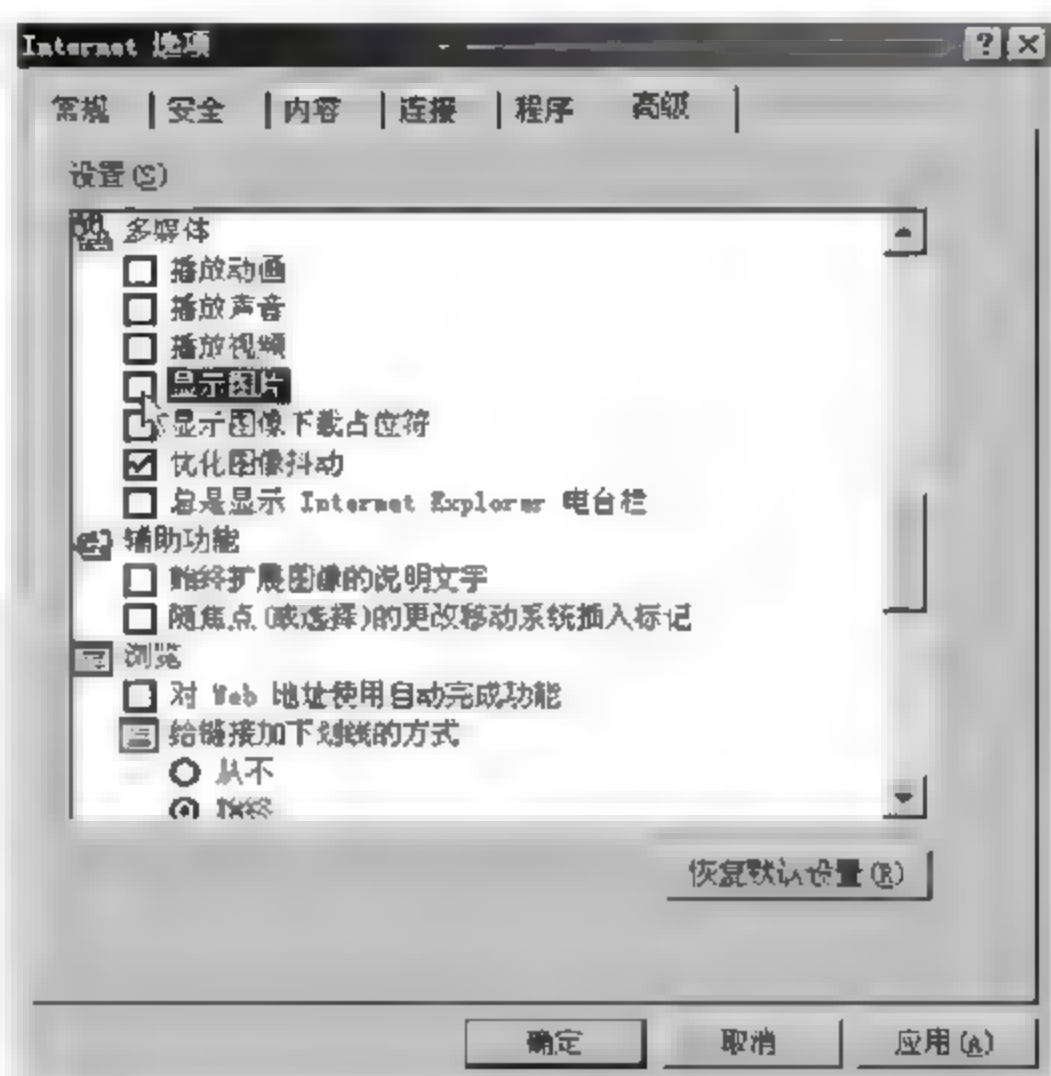 Internet 选项
常规 安全 内容 连接 程序 高级
设置(S)
多媒体
播放动画
播放声音
播放视频
显示图片
显示图像下载占位符
优化图像抖动
总是显示 Internet Explorer 电台栏
辅助功能
始终扩展图像的说明文字
随焦点(或选择)的更改移动系统插入标记
浏览
对 Web 地址使用自动完成功能
给链接加下划线的方式
从不
始终
恢复默认设置(R)
确定 取消 应用(A)